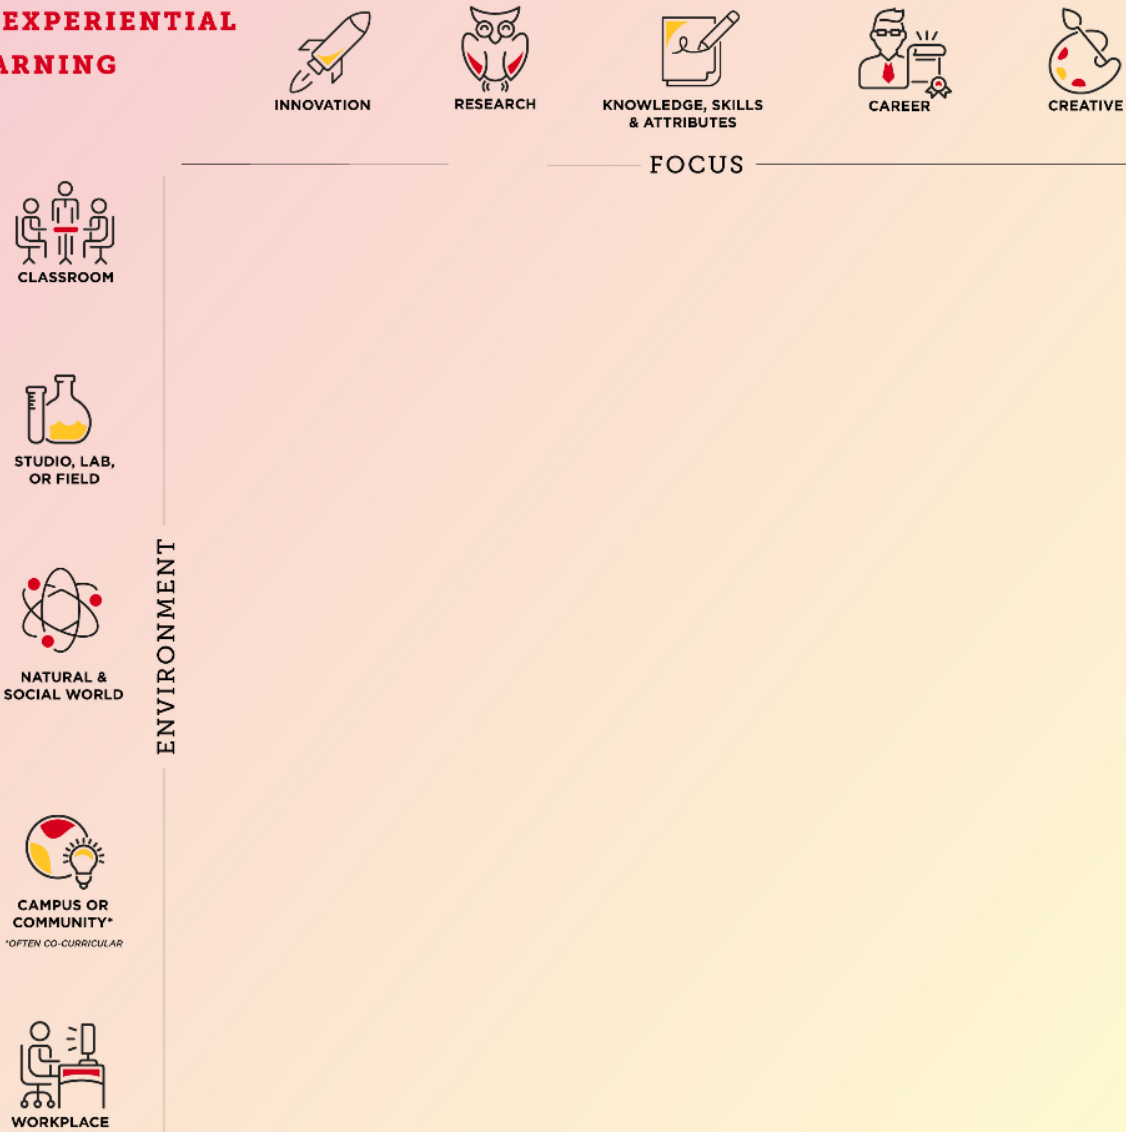 EXPERIENTIAL
ARNING
INNOVATION
RESEARCH
KNOWLEDGE, SKILLS
& ATTRIBUTES
CAREER
CREATIVE
FOCUS
CLASSROOM
STUDIO, LAB,
OR FIELD
ENVIRONMENT
NATURAL &
SOCIAL WORLD
CAMPUS OR
COMMUNITY*
*OFTEN CO-CURRICULAR
WORKPLACE